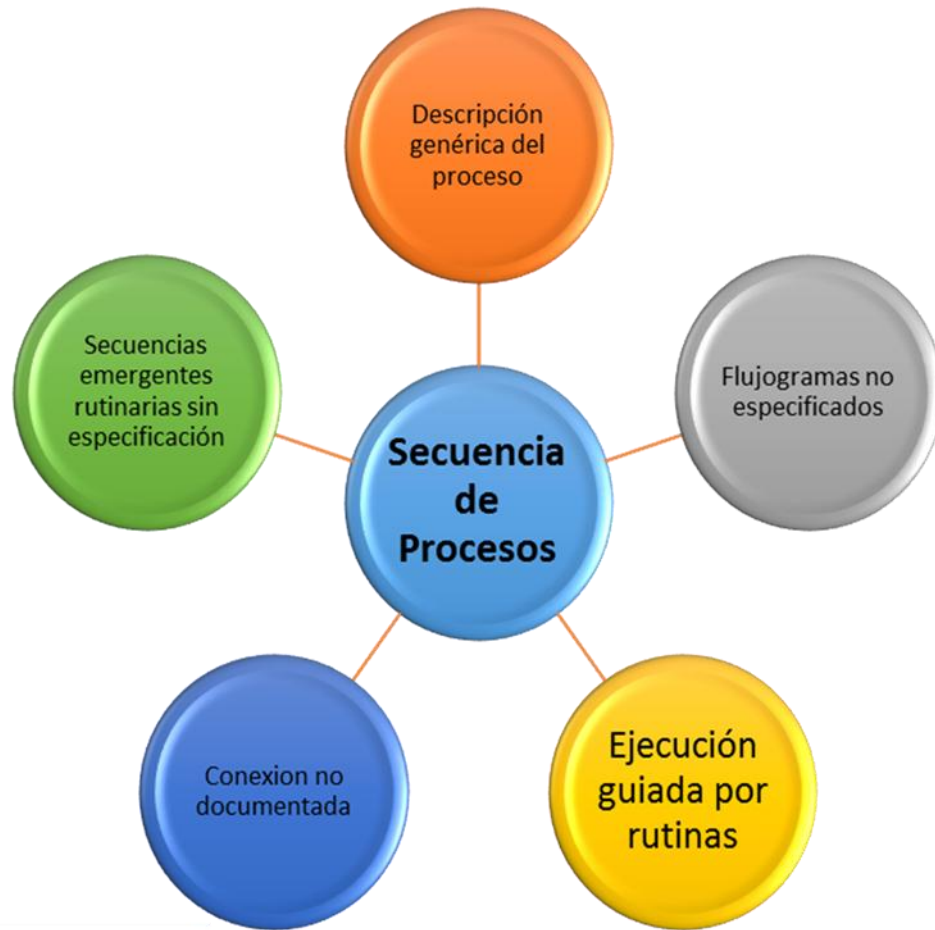 Descripción
genérica del
proceso
Secuencias
emergentes
rutinarias sin
especificación
Flujogramas no
especificados
Secuencia
de
Procesos
Conexion no
documentada
Ejecución
guiada por
rutinas